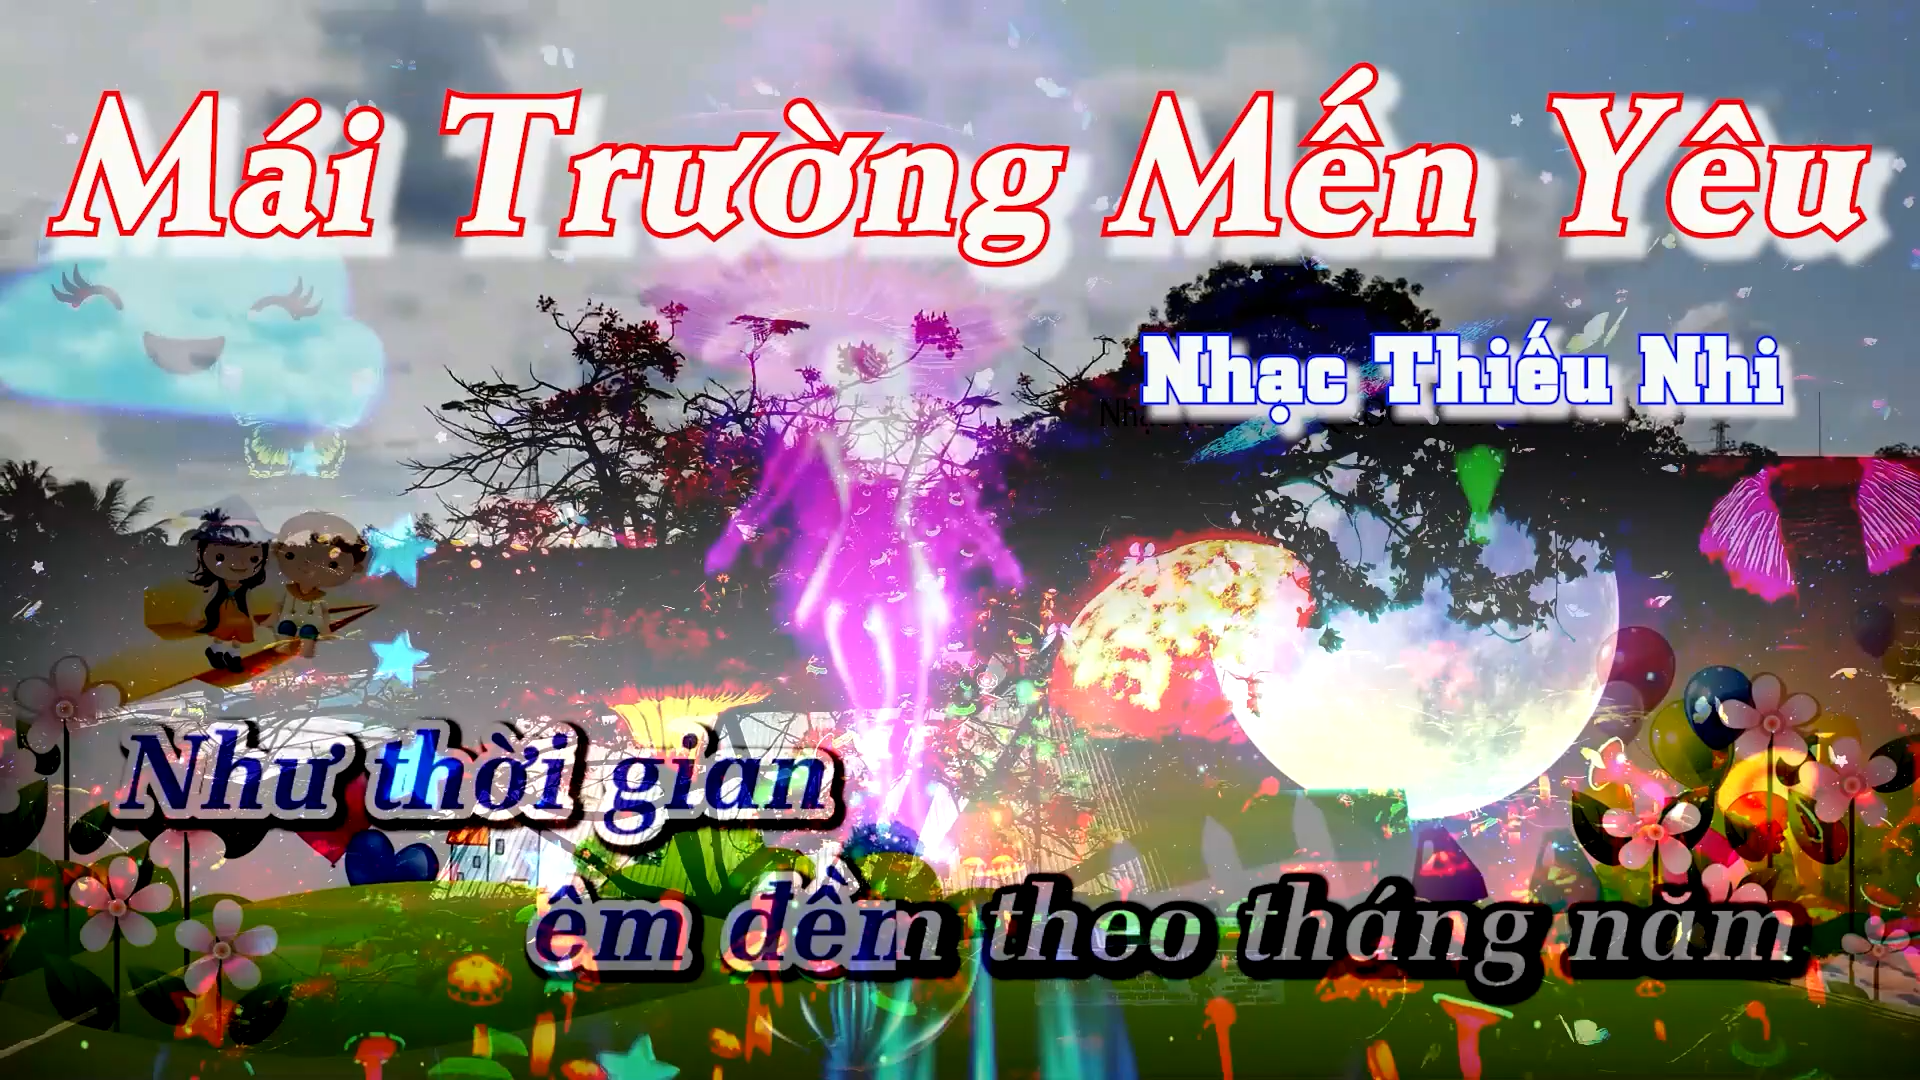 Mái Trường Mến Yêu
Nhạc Thiếu Nhi
Như thời gian
êm đềm theo tháng năm